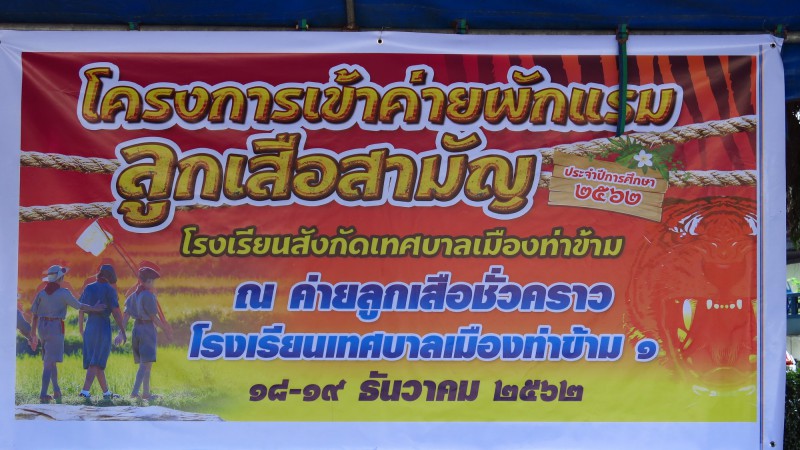 โครงการเข้าค่ายพักแรม
ลูกเสือสามัญ
ประจำปีการศึกษา
๒๕๖๒
โรงเรียนสังกัดเทศบาลเมืองท่าข้าม
ณ ค่ายลูกเสือชั่วคราว
โรงเรียนเทศบาลเมืองท่าข้าม ๑
๑๘-๑๙ ธันวาคม ๒๕๖๒